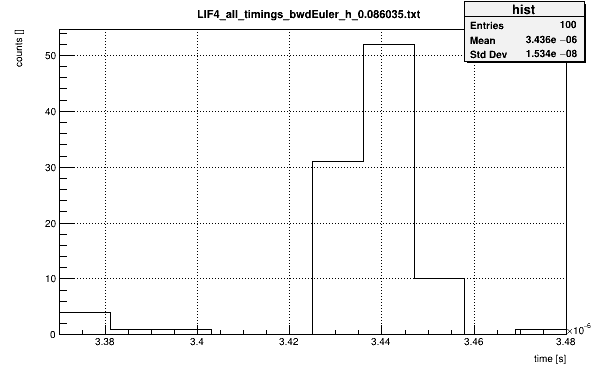 LIF4_all_timings_bwdEuler_h_0.086035.txt
hist
Entries 100
Mean 3.436e −06
Std Dev 1.534e −08
counts []
50
40
30
20
10
0
3.38 3.4 3.42 3.44 3.46 3.48
×10⁻⁶
time [s]